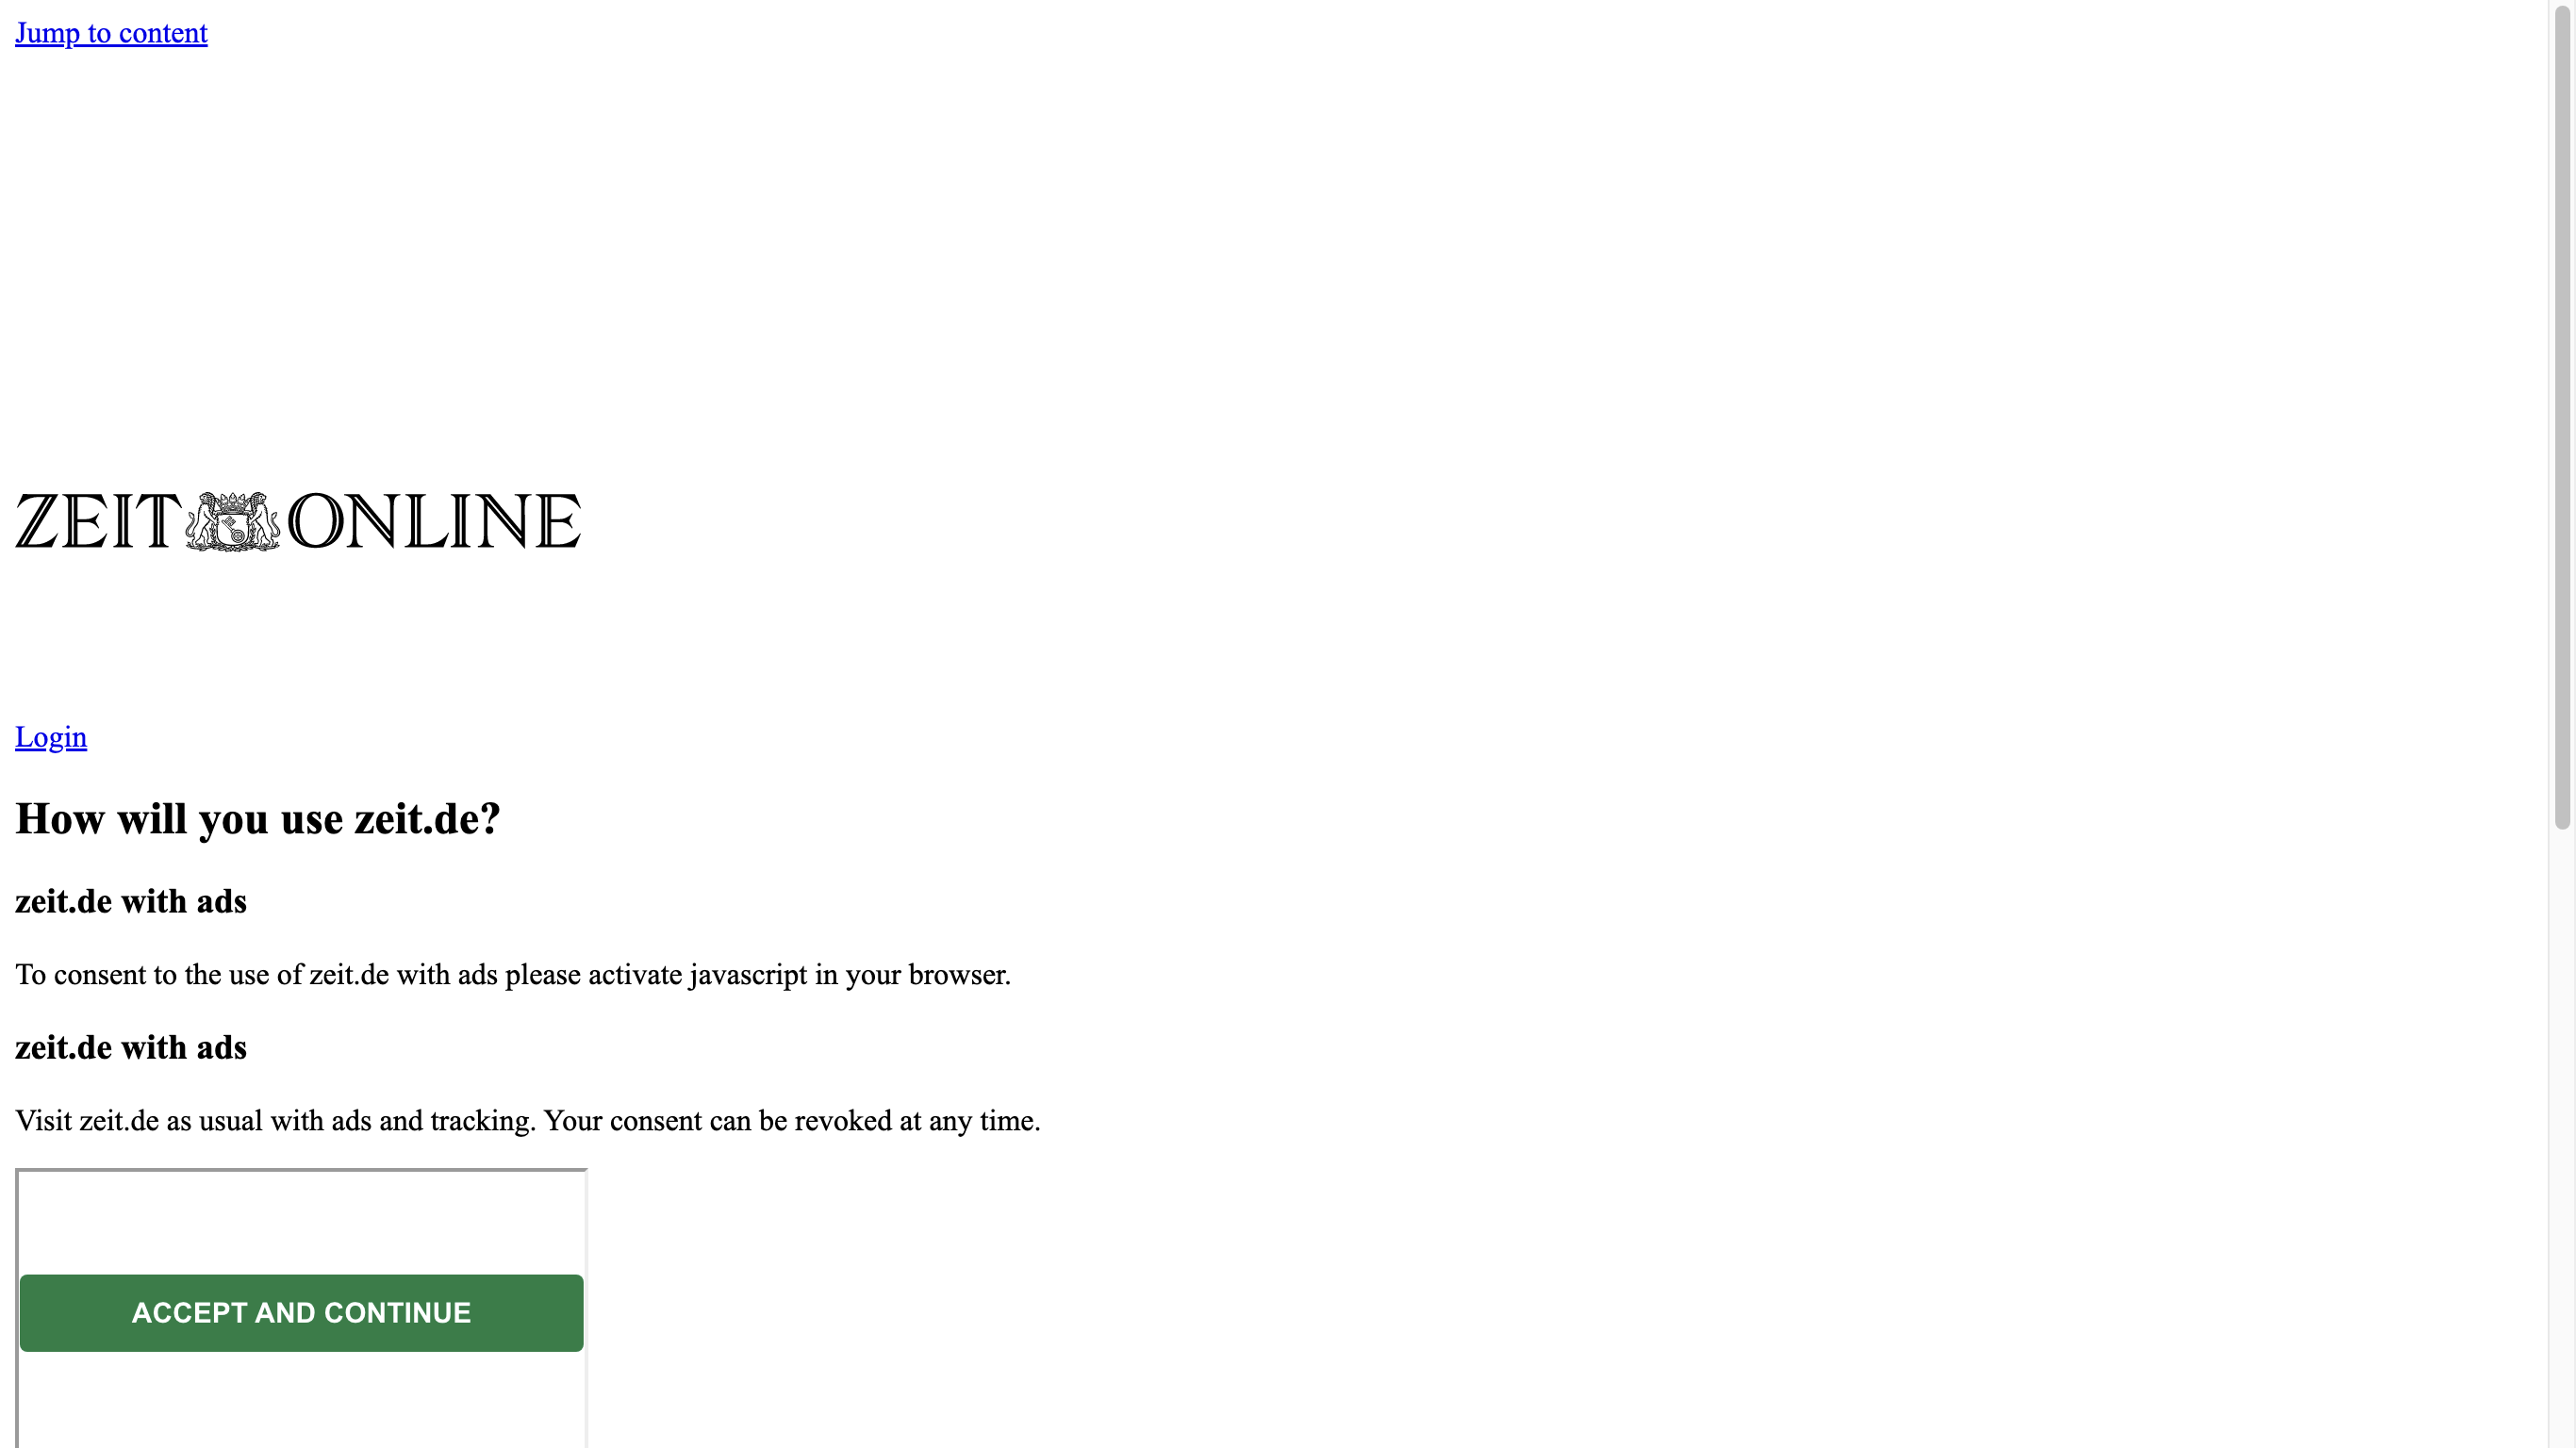 Jump to content
ZEIT ONLINE
Login
How will you use zeit.de?
zeit.de with ads
To consent to the use of zeit.de with ads please activate javascript in your browser.
zeit.de with ads
Visit zeit.de as usual with ads and tracking. Your consent can be revoked at any time.
ACCEPT AND CONTINUE